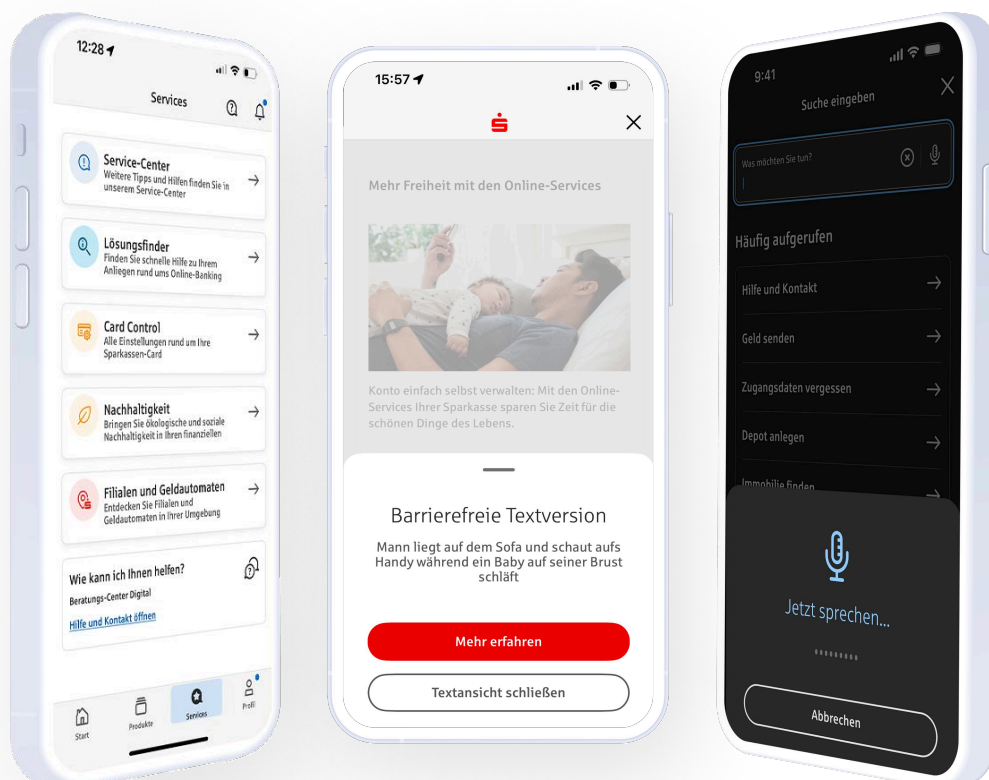 12:28
Services
Service-Center
Weitere Tipps und Hilfen finden Sie in
unserem Service-Center
Lösungsfinder
Finden Sie schnelle Hilfe zu Ihrem
Anliegen rund ums Online-Banking
Card Control
Alle Einstellungen rund um Ihre
Sparkassen-Card
Nachhaltigkeit
Bringen Sie ökologische und soziale
Nachhaltigkeit in Ihren finanziellen
Filialen und Geldautomaten
Entdecken Sie Filialen und
Geldautomaten in Ihrer Umgebung
Wie kann ich Ihnen helfen?
Beratungs-Center Digital
Hilfe und Kontakt öffnen
Start
Produkte
Services
Profil
15:57
Mehr Freiheit mit den Online-Services
Konto einfach selbst verwalten: Mit den Online-
Services Ihrer Sparkasse sparen Sie Zeit für die
schönen Dinge des Lebens.
Barrierefreie Textversion
Mann liegt auf dem Sofa und schaut aufs
Handy während ein Baby auf seiner Brust
schläft
Mehr erfahren
Textansicht schließen
9:41
Suche eingeben
Was möchten Sie tun?
Häufig aufgerufen
Hilfe und Kontakt
Geld senden
Zugangsdaten vergessen
Depot anlegen
Immobilie finden
Jetzt sprechen...
Abbrechen